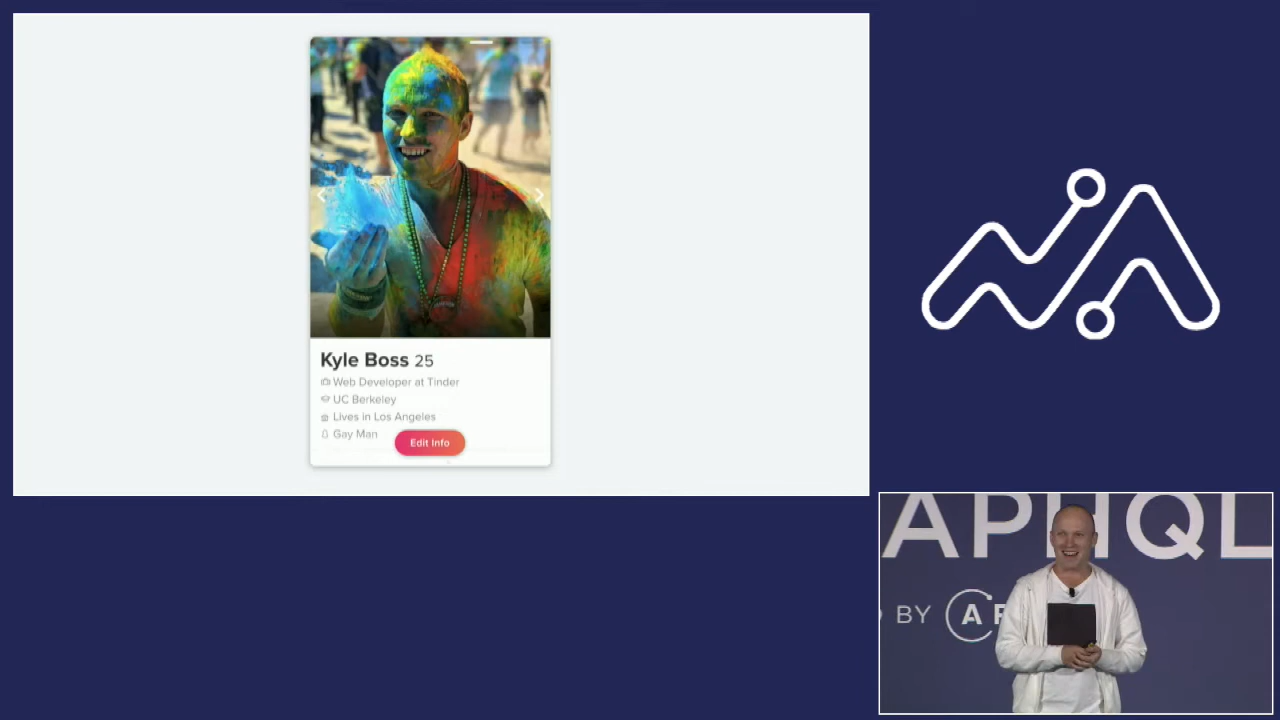 Kyle Boss 25
Web Developer at Tinder
UC Berkeley
Lives in Los Angeles
Gay Man
Edit Info
APHQL
BY